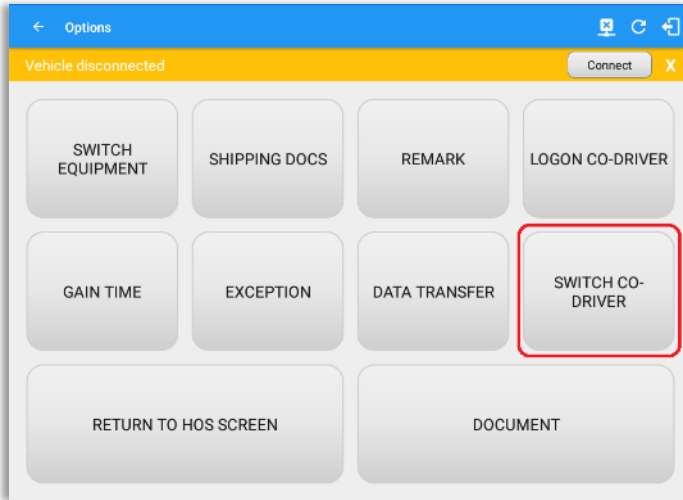 Options
Vehicle disconnected
Connect
X
SWITCH
EQUIPMENT
SHIPPING DOCS
REMARK
LOGON CO-DRIVER
GAIN TIME
EXCEPTION
DATA TRANSFER
SWITCH CO-
DRIVER
RETURN TO HOS SCREEN
DOCUMENT